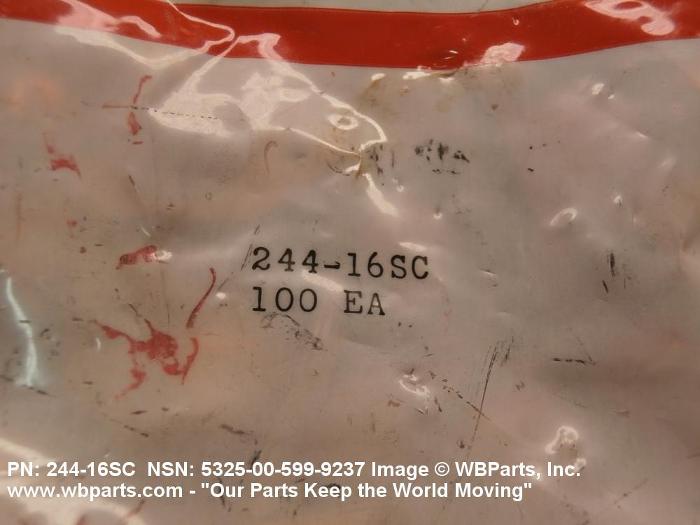 244-16SC
100 EA
PN: 244-16SC NSN: 5325-00-599-9237 Image © WBParts, Inc.
www.wbparts.com - "Our Parts Keep the World Moving"